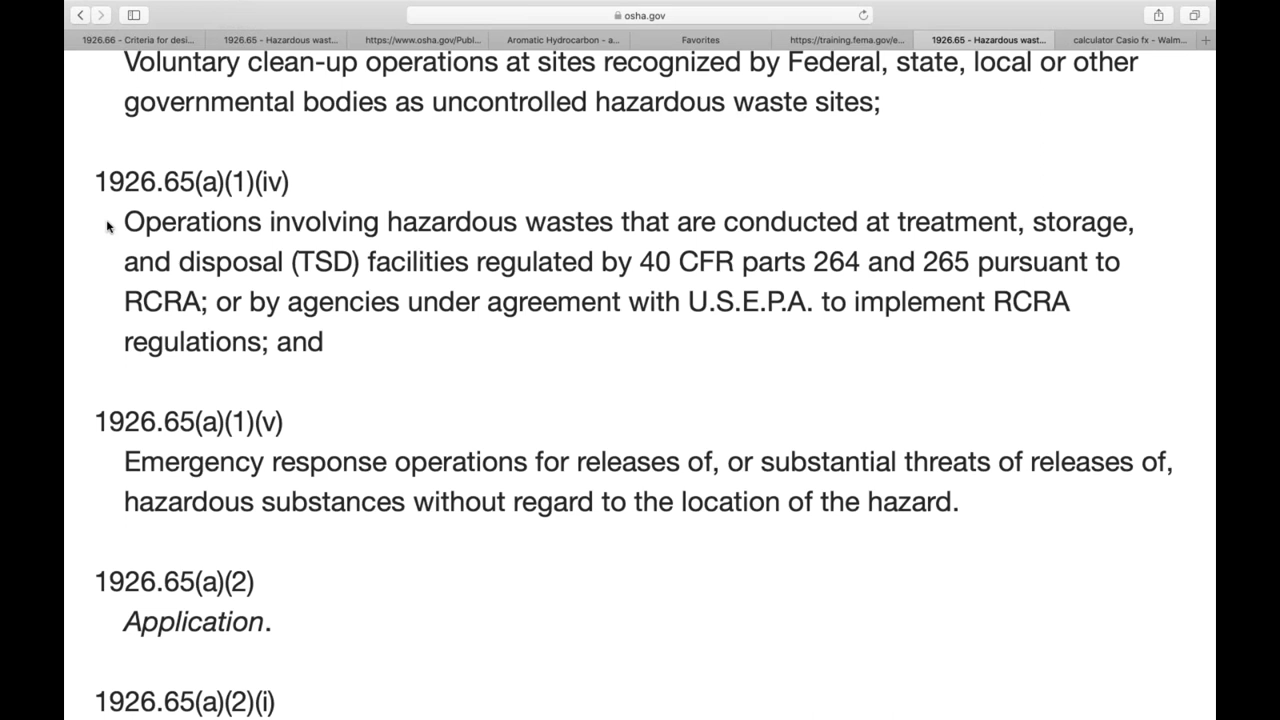 osha.gov
1926.66 - Criteria for desi...
1926.65 - Hazardous wast...
https://www.osha.gov/Publ...
Aromatic Hydrocarbon - a...
Favorites
https://training.fema.gov/e...
1926.65 - Hazardous wast...
calculator Casio fx - Walm...
Voluntary clean-up operations at sites recognized by Federal, state, local or other
governmental bodies as uncontrolled hazardous waste sites;
1926.65(a)(1)(iv)
Operations involving hazardous wastes that are conducted at treatment, storage,
and disposal (TSD) facilities regulated by 40 CFR parts 264 and 265 pursuant to
RCRA; or by agencies under agreement with U.S.E.P.A. to implement RCRA
regulations; and
1926.65(a)(1)(v)
Emergency response operations for releases of, or substantial threats of releases of,
hazardous substances without regard to the location of the hazard.
1926.65(a)(2)
Application.
1926.65(a)(2)(i)